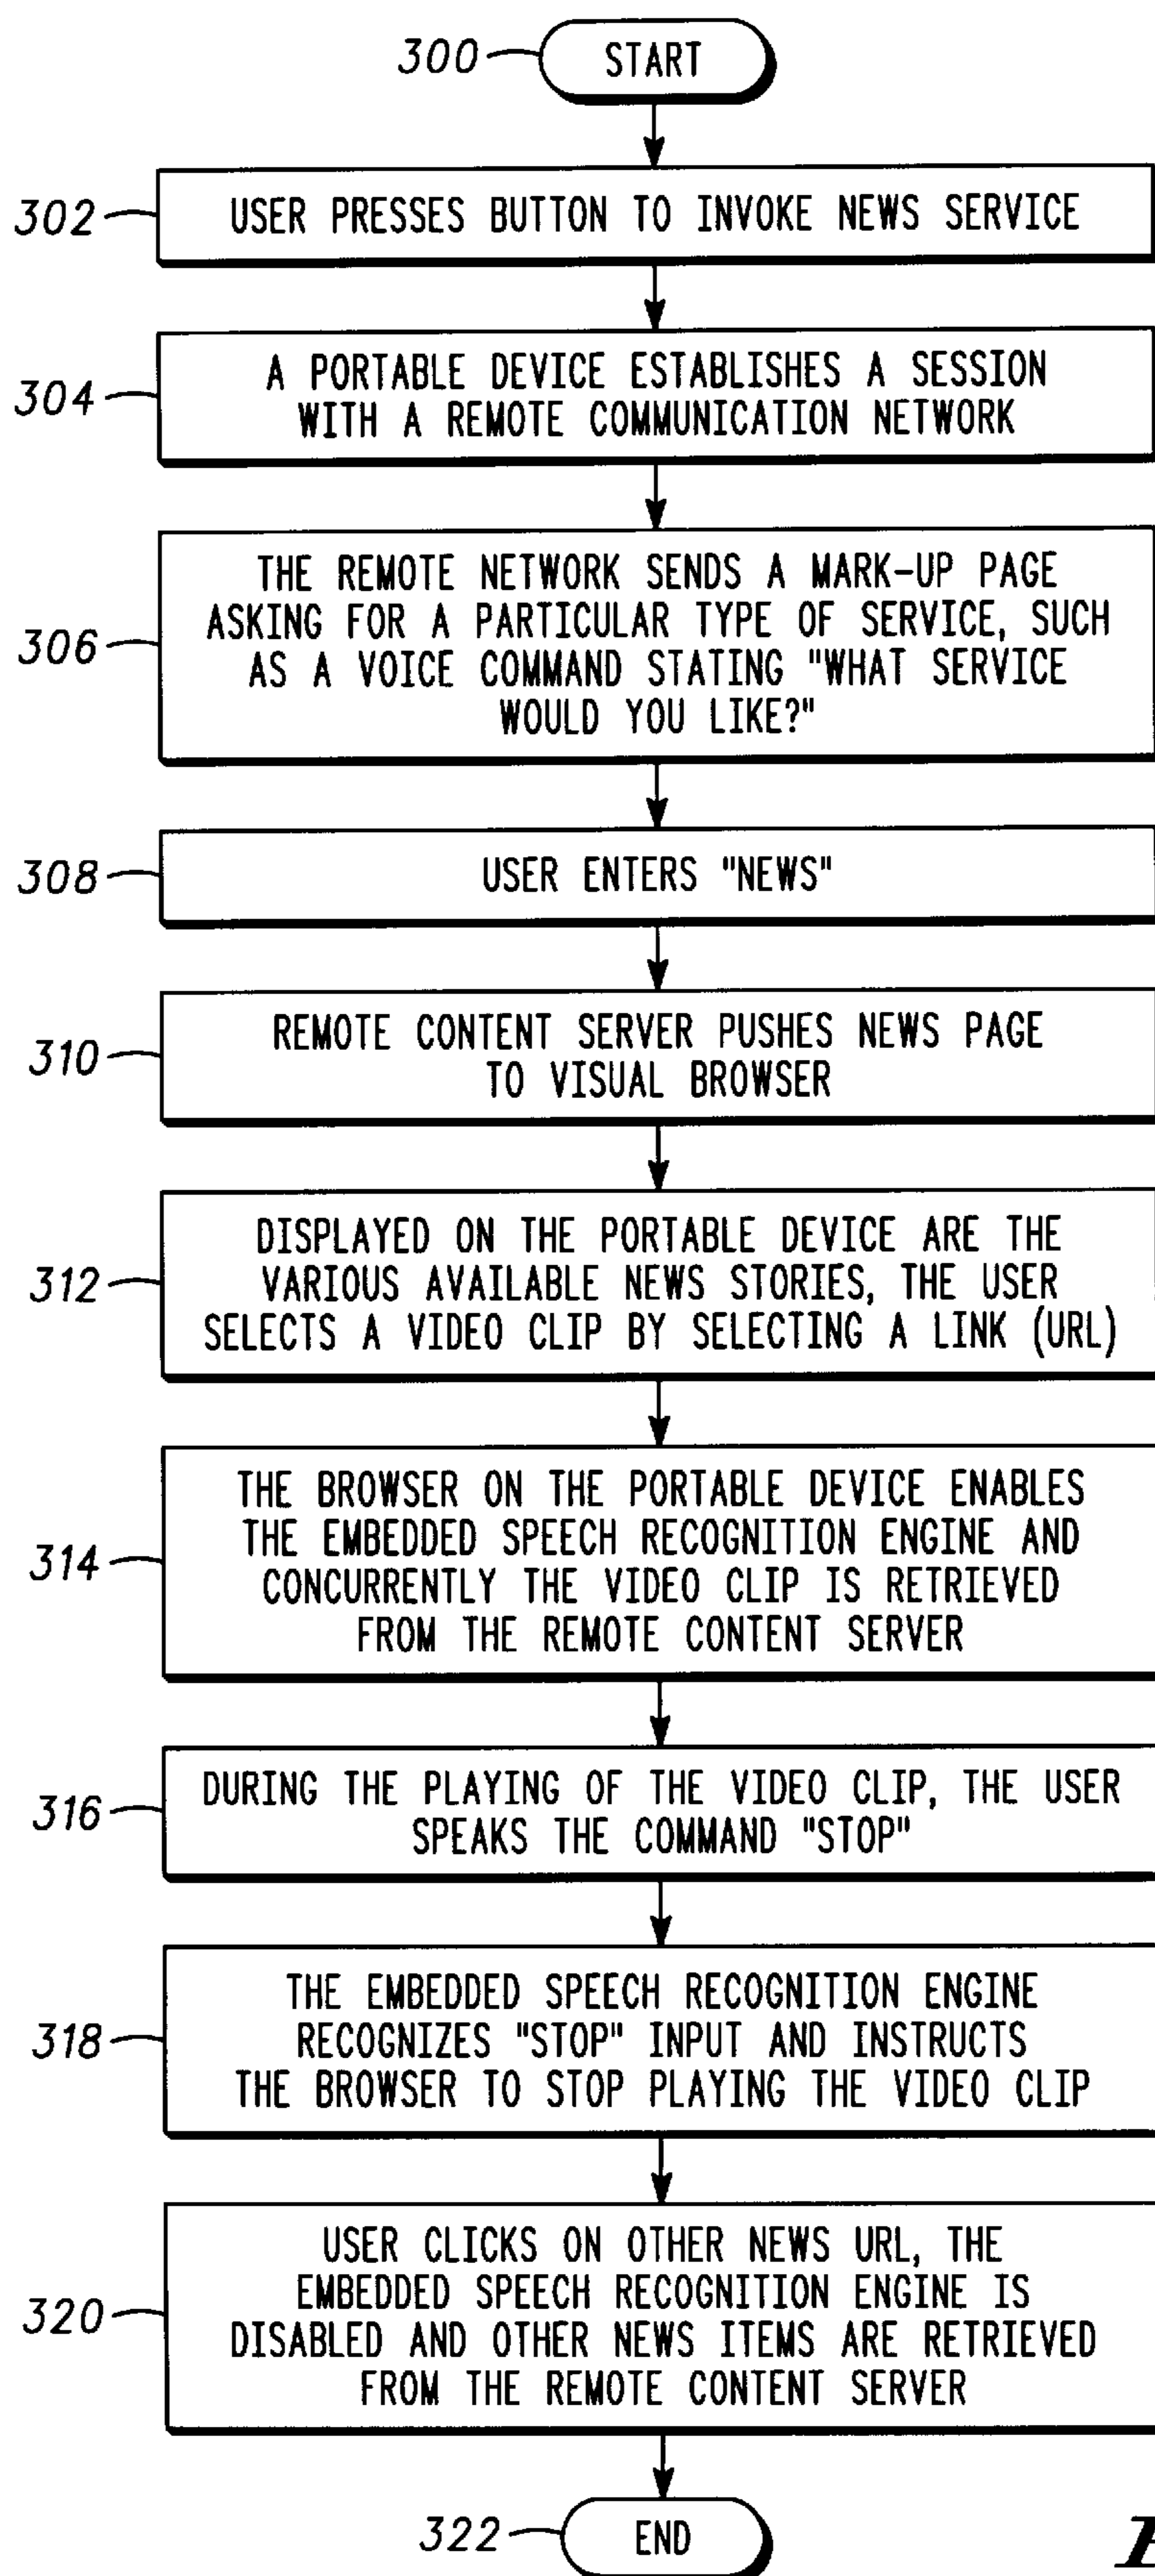 300 START
302 USER PRESSES BUTTON TO INVOKE NEWS SERVICE
304 A PORTABLE DEVICE ESTABLISHES A SESSION
WITH A REMOTE COMMUNICATION NETWORK
306 THE REMOTE NETWORK SENDS A MARK-UP PAGE
ASKING FOR A PARTICULAR TYPE OF SERVICE, SUCH
AS A VOICE COMMAND STATING "WHAT SERVICE
WOULD YOU LIKE?"
308 USER ENTERS "NEWS"
310 REMOTE CONTENT SERVER PUSHES NEWS PAGE
TO VISUAL BROWSER
312 DISPLAYED ON THE PORTABLE DEVICE ARE THE
VARIOUS AVAILABLE NEWS STORIES, THE USER
SELECTS A VIDEO CLIP BY SELECTING A LINK (URL)
314 THE BROWSER ON THE PORTABLE DEVICE ENABLES
THE EMBEDDED SPEECH RECOGNITION ENGINE AND
CONCURRENTLY THE VIDEO CLIP IS RETRIEVED
FROM THE REMOTE CONTENT SERVER
316 DURING THE PLAYING OF THE VIDEO CLIP, THE USER
SPEAKS THE COMMAND "STOP"
318 THE EMBEDDED SPEECH RECOGNITION ENGINE
RECOGNIZES "STOP" INPUT AND INSTRUCTS
THE BROWSER TO STOP PLAYING THE VIDEO CLIP
320 USER CLICKS ON OTHER NEWS URL, THE
EMBEDDED SPEECH RECOGNITION ENGINE IS
DISABLED AND OTHER NEWS ITEMS ARE RETRIEVED
FROM THE REMOTE CONTENT SERVER
322 END